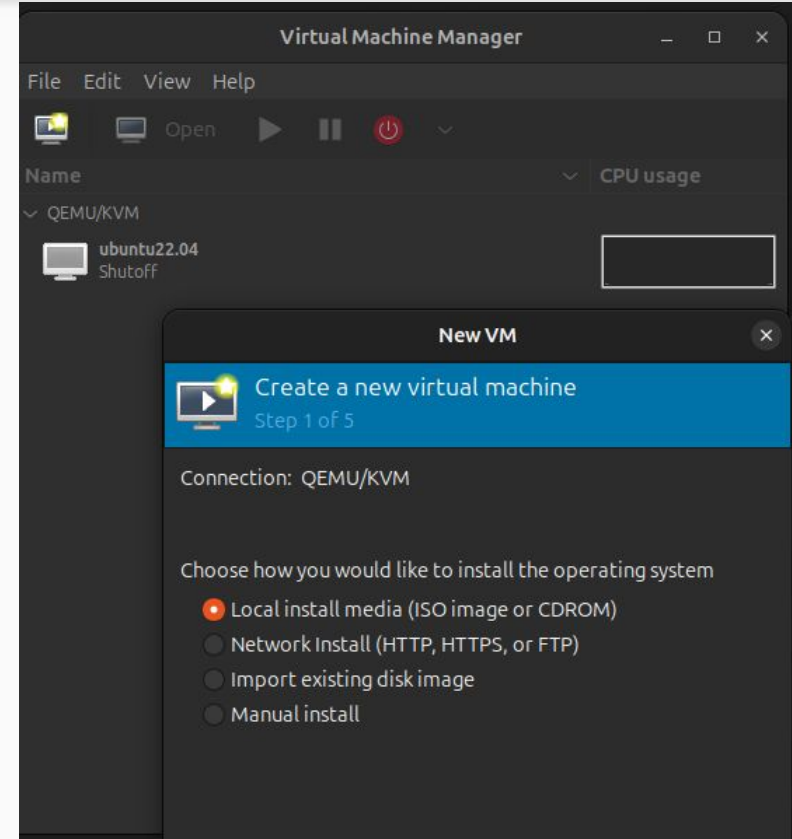 Virtual Machine Manager
File Edit View Help
Open
Name CPU usage
QEMU/KVM
ubuntu22.04
Shutoff
New VM
Create a new virtual machine
Step 1 of 5
Connection: QEMU/KVM
Choose how you would like to install the operating system
Local install media (ISO image or CDROM)
Network Install (HTTP, HTTPS, or FTP)
Import existing disk image
Manual install